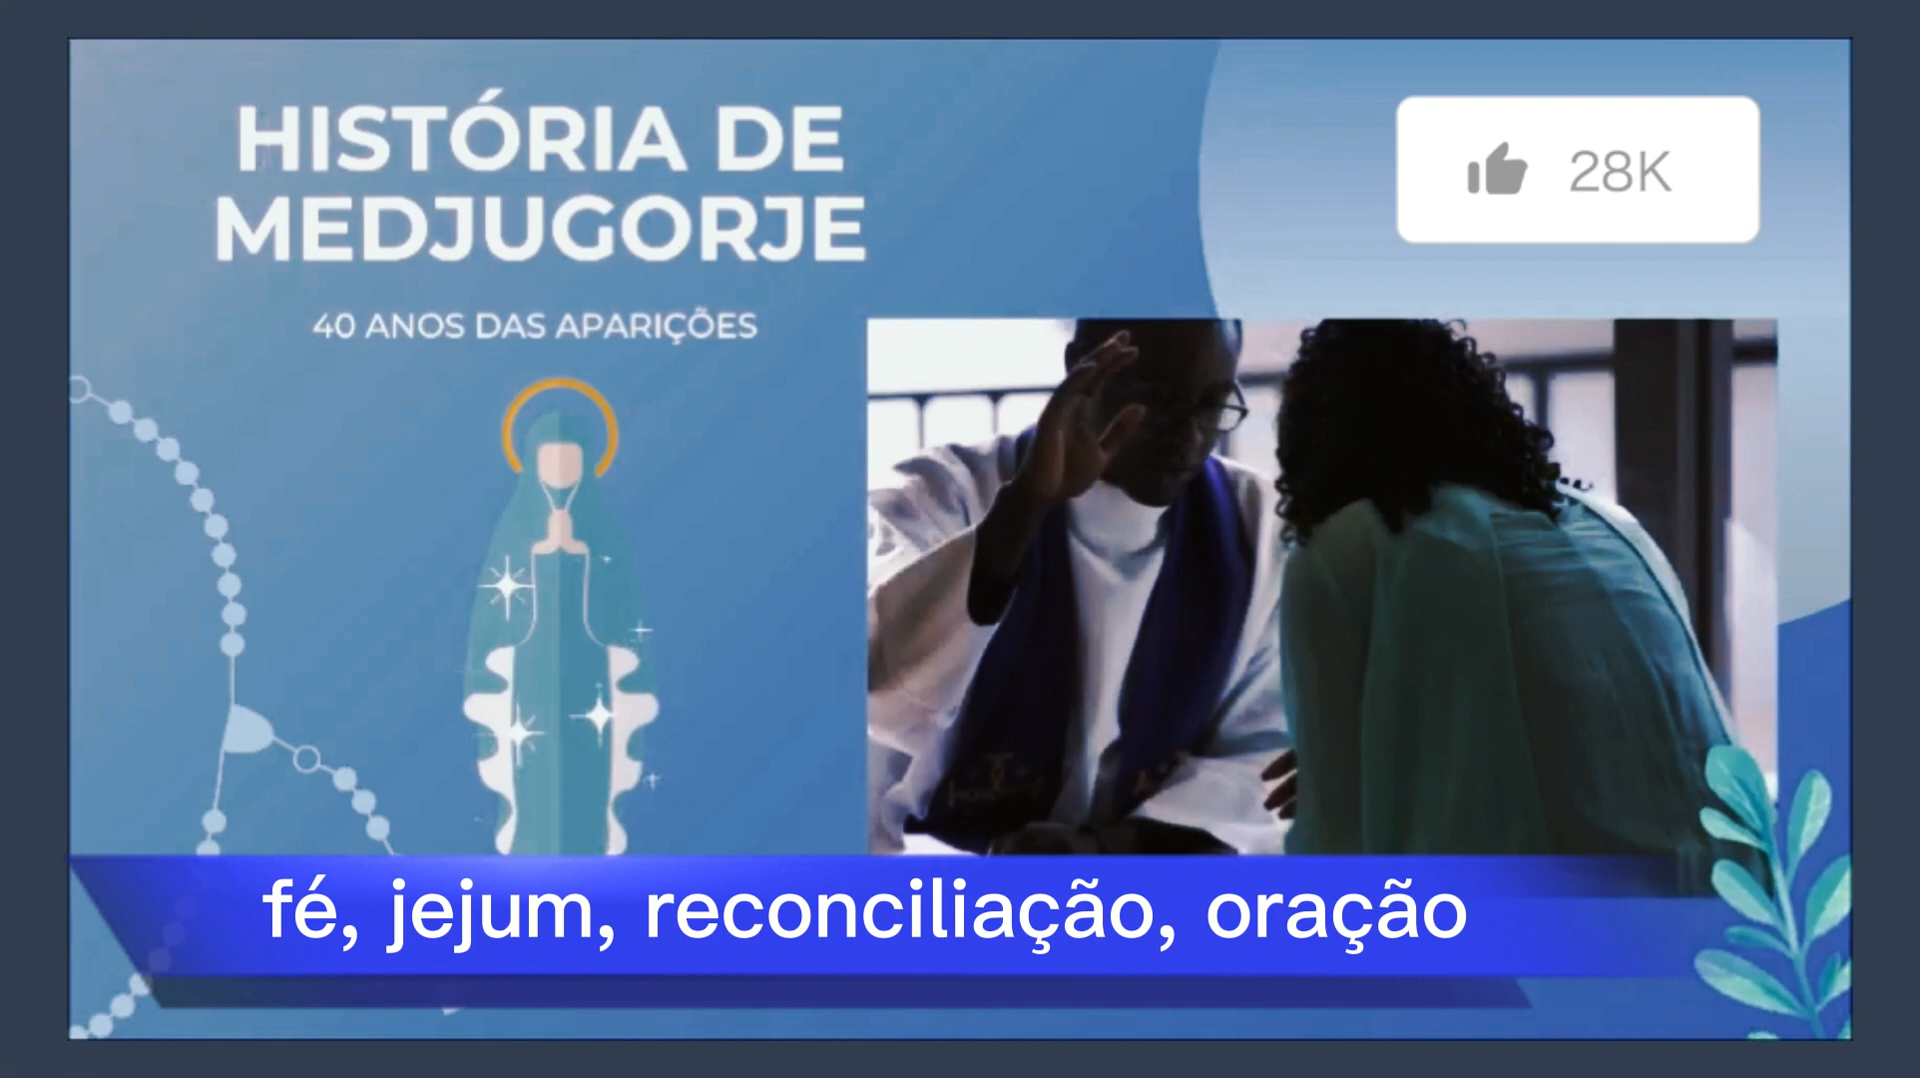 HISTÓRIA DE
MEDJUGORJE
40 ANOS DAS APARIÇÕES
28K
fé, jejum, reconciliação, oração